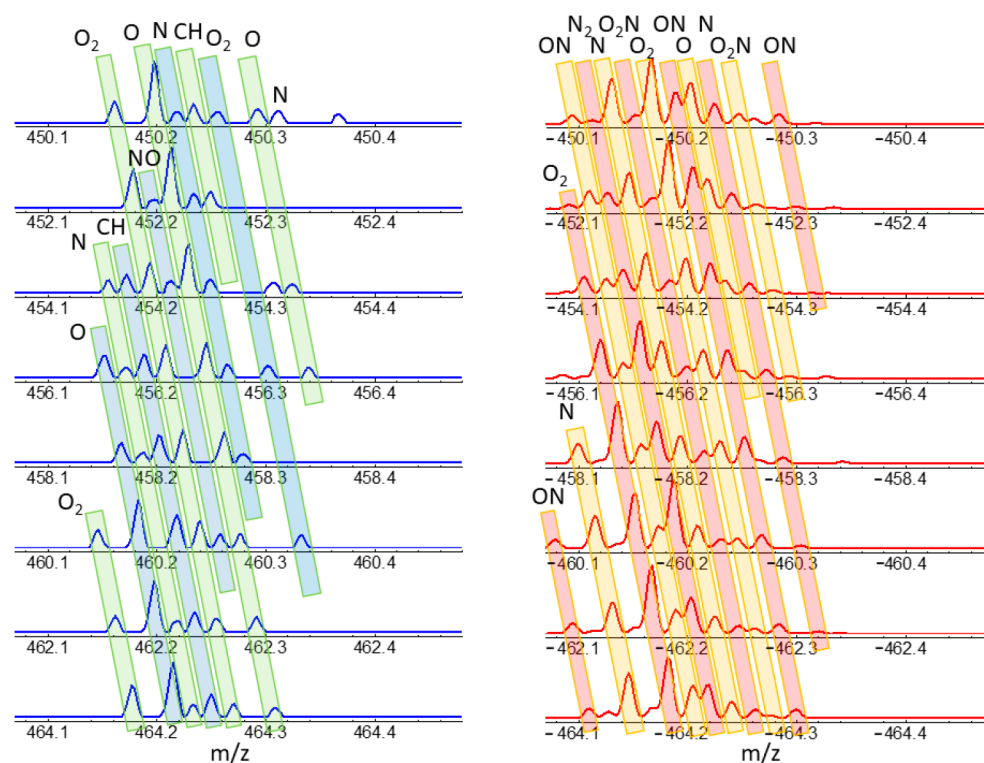 O₂ O N CH O₂ O
N
450.1 450.2 450.3 450.4
NO
452.1 452.2 452.3 452.4
N CH
454.1 454.2 454.3 454.4
O
456.1 456.2 456.3 456.4
458.1 458.2 458.3 458.4
O₂
460.1 460.2 460.3 460.4
462.1 462.2 462.3 462.4
464.1 464.2 464.3 464.4
m/z
N₂ O₂N ON N
ON N O₂ O O₂N ON
−450.1 −450.2 −450.3 −450.4
O₂
−452.1 −452.2 −452.3 −452.4
−454.1 −454.2 −454.3 −454.4
−456.1 −456.2 −456.3 −456.4
N
−458.1 −458.2 −458.3 −458.4
ON
−460.1 −460.2 −460.3 −460.4
−462.1 −462.2 −462.3 −462.4
−464.1 −464.2 −464.3 −464.4
m/z